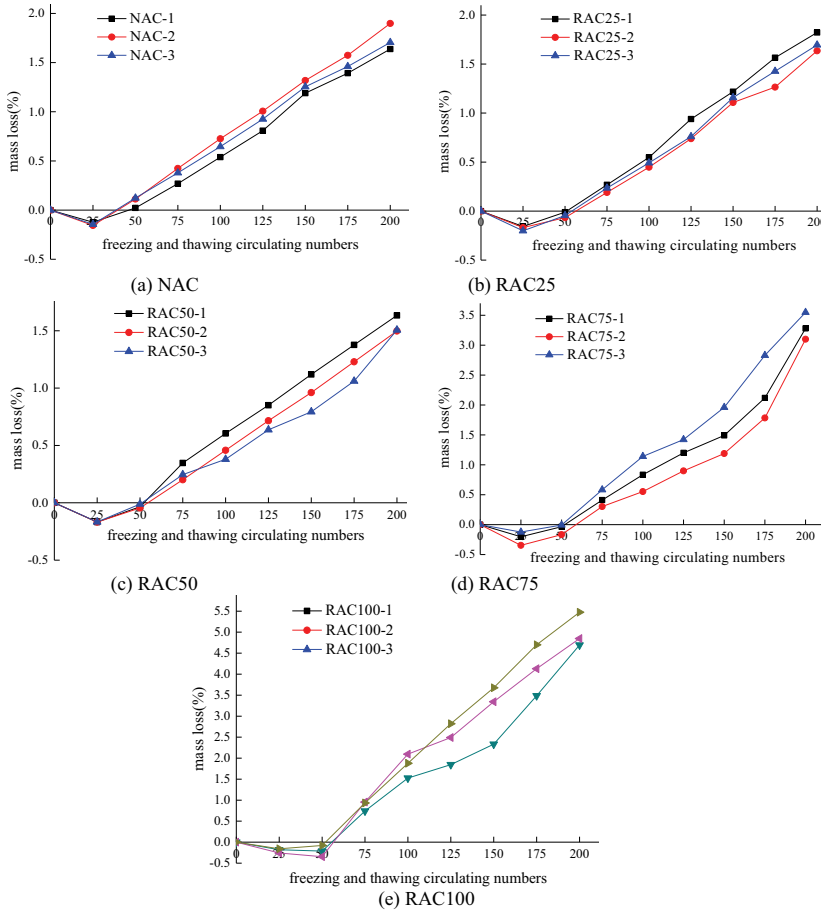 2.0
1.5
1.0
0.5
0.0
-0.5
mass loss(%)
NAC-1
NAC-2
NAC-3
0 25 50 75 100 125 150 175 200
freezing and thawing circulating numbers
(a) NAC
2.0
1.5
1.0
0.5
0.0
-0.5
mass loss(%)
RAC25-1
RAC25-2
RAC25-3
0 25 50 75 100 125 150 175 200
freezing and thawing circulating numbers
(b) RAC25
1.5
1.0
0.5
0.0
-0.5
mass loss(%)
RAC50-1
RAC50-2
RAC50-3
0 25 50 75 100 125 150 175 200
freezing and thawing circulating numbers
(c) RAC50
3.5
3.0
2.5
2.0
1.5
1.0
0.5
0.0
-0.5
mass loss(%)
RAC75-1
RAC75-2
RAC75-3
0 25 50 75 100 125 150 175 200
freezing and thawing circulating numbers
(d) RAC75
5.5
5.0
4.5
4.0
3.5
3.0
2.5
2.0
1.5
1.0
0.5
0.0
-0.5
mass loss(%)
RAC100-1
RAC100-2
RAC100-3
0 25 50 75 100 125 150 175 200
freezing and thawing circulating numbers
(e) RAC100